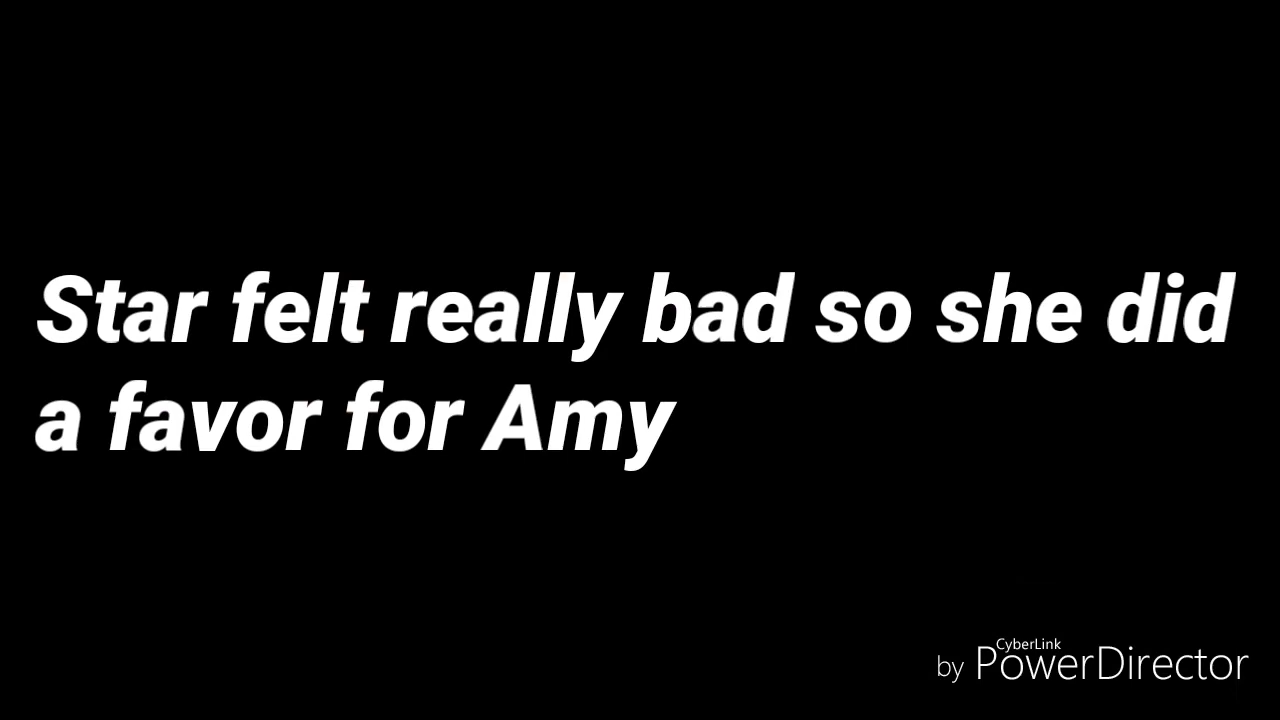 Star felt really bad so she did
a favor for Amy
CyberLink
by PowerDirector